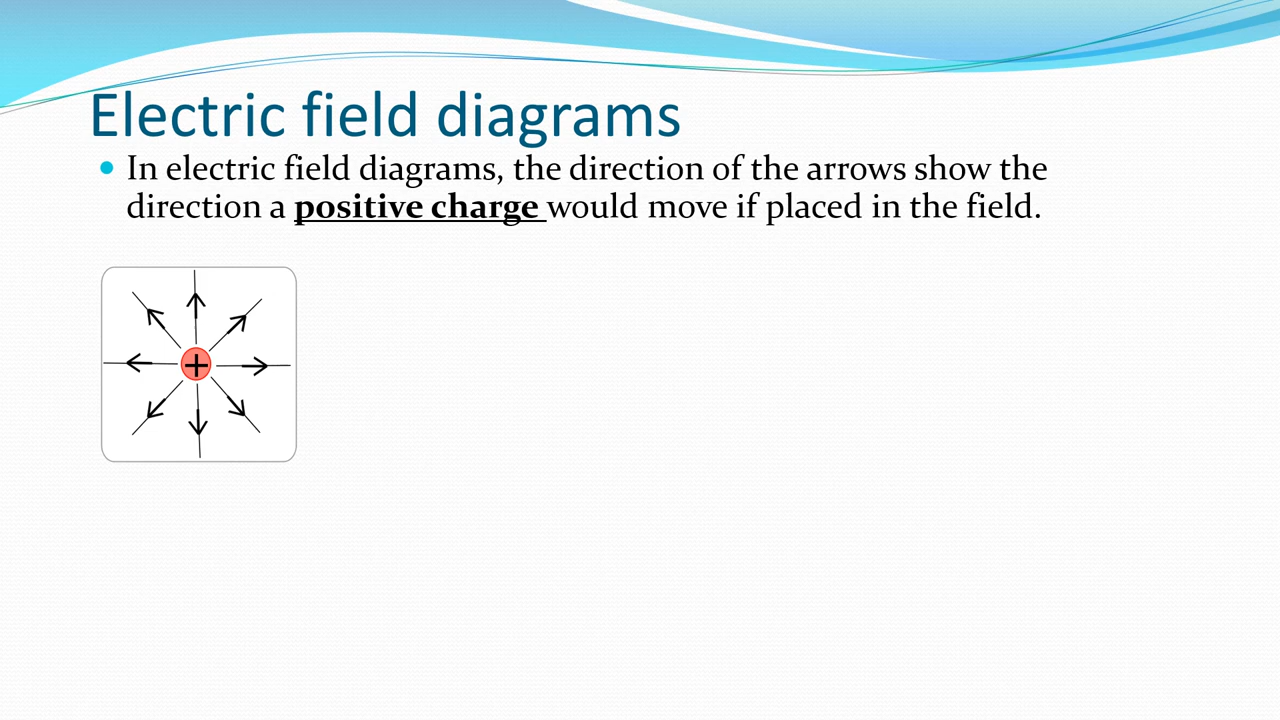 Electric field diagrams
In electric field diagrams, the direction of the arrows show the
direction a positive charge would move if placed in the field.
+